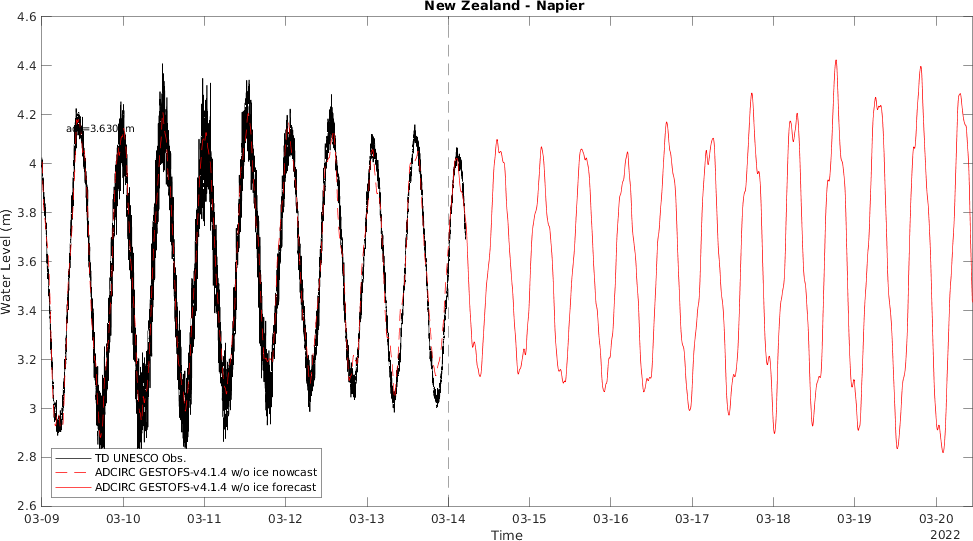 New Zealand - Napier
4.6
4.4
4.2
4
3.8
3.6
3.4
3.2
3
2.8
2.6
Water Level (m)
TD UNESCO Obs.
ADCIRC GESTOFS-v4.1.4 w/o ice nowcast
ADCIRC GESTOFS-v4.1.4 w/o ice forecast
03-09 03-10 03-11 03-12 03-13 03-14 03-15 03-16 03-17 03-18 03-19 03-20
Time
2022